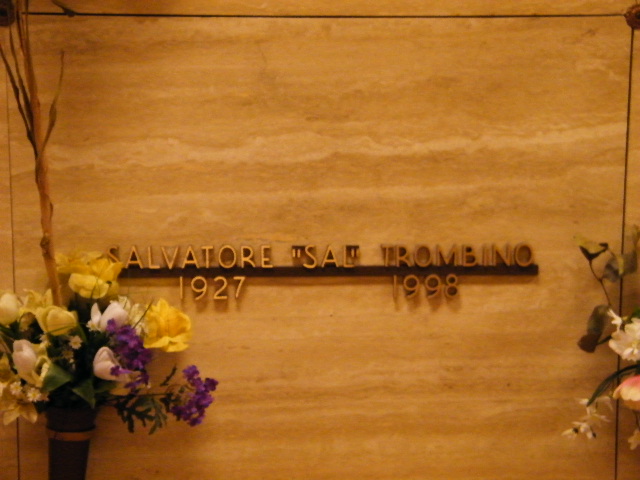 SALVATORE "SAL" TROMBINO
1927 1998